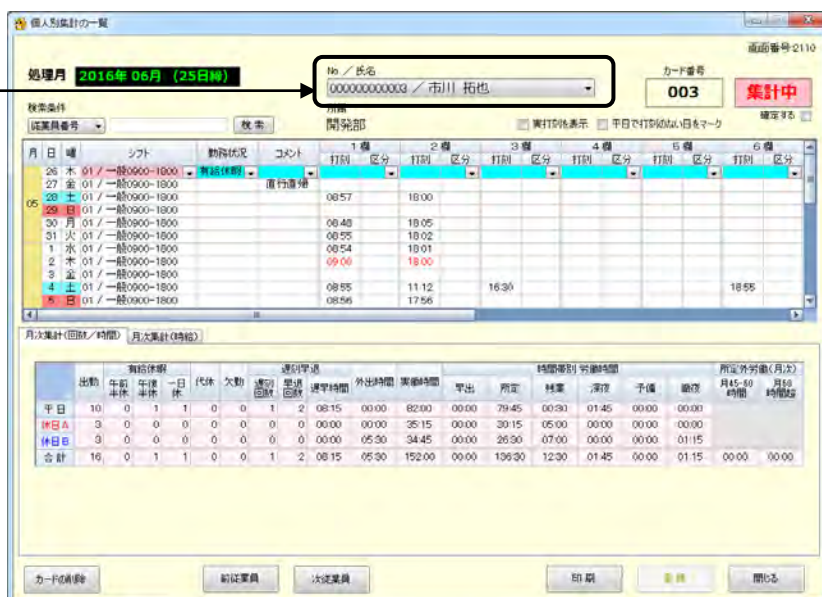 個人別集計の一覧
画面番号:2110
処理月 2016年 06月 (25日締)
No / 氏名
000000000003 / 市川 拓也
カード番号
003
集計中
検索条件
従業員番号
検索
開発部
実打刻を表示
平日で打刻のない日をマーク
確定する
月 日 曜 シフト 勤務状況 コメント 1 欄 2 欄 3 欄 4 欄 5 欄 6 欄
打刻 区分 打刻 区分 打刻 区分 打刻 区分 打刻 区分 打刻 区分
05
26 木 01 / 一般0900-1800 有給休暇
27 金 01 / 一般0900-1800 直行直帰
28 土 01 / 一般0900-1800 08:57 18:00
29 日 01 / 一般0900-1800
30 月 01 / 一般0900-1800 08:48 18:05
31 火 01 / 一般0900-1800 08:55 18:02
1 水 01 / 一般0900-1800 08:54 18:01
2 木 01 / 一般0900-1800 09:00 18:00
3 金 01 / 一般0900-1800
4 土 01 / 一般0900-1800 08:55 11:12 16:30 18:55
5 日 01 / 一般0900-1800 08:56 17:56
月次集計(回数/時間) 月次集計(時給)
有給休暇 遅刻早退 時間帯別 労働時間 所定外労働(月次)
出勤 午前半休 午後半休 一日休 代休 欠勤 遅刻回数 早退回数 遅早時間 外出時間 実働時間 早出 所定 残業 深夜 予備 徹夜 月45-60時間 月60時間超
平 日 10 0 1 1 0 0 1 2 08:15 00:00 82:00 00:00 79:45 00:30 01:45 00:00 00:00
休日A 3 0 0 0 0 0 0 0 00:00 00:00 35:15 00:00 30:15 05:00 00:00 00:00 00:00
休日B 3 0 0 0 0 0 0 0 00:00 05:30 34:45 00:00 26:30 07:00 00:00 00:00 01:15
合 計 16 0 1 1 0 0 1 2 08:15 05:30 152:00 00:00 136:30 12:30 01:45 00:00 01:15 00:00 00:00
カードの削除
前従業員
次従業員
印 刷
閉じる